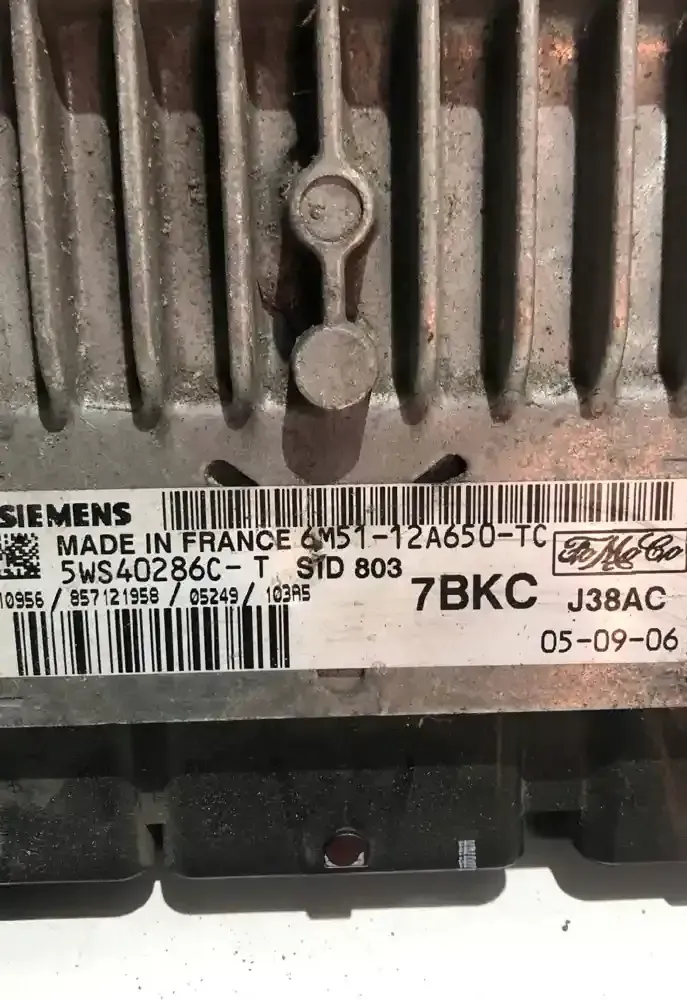 SIEMENS
MADE IN FRANCE 6M51-12A650-TC
FoMoCo
5WS40286C-T SID 803
10956 / 857121958 / 05249 / 103A5
7BKC J38AC
05-09-06